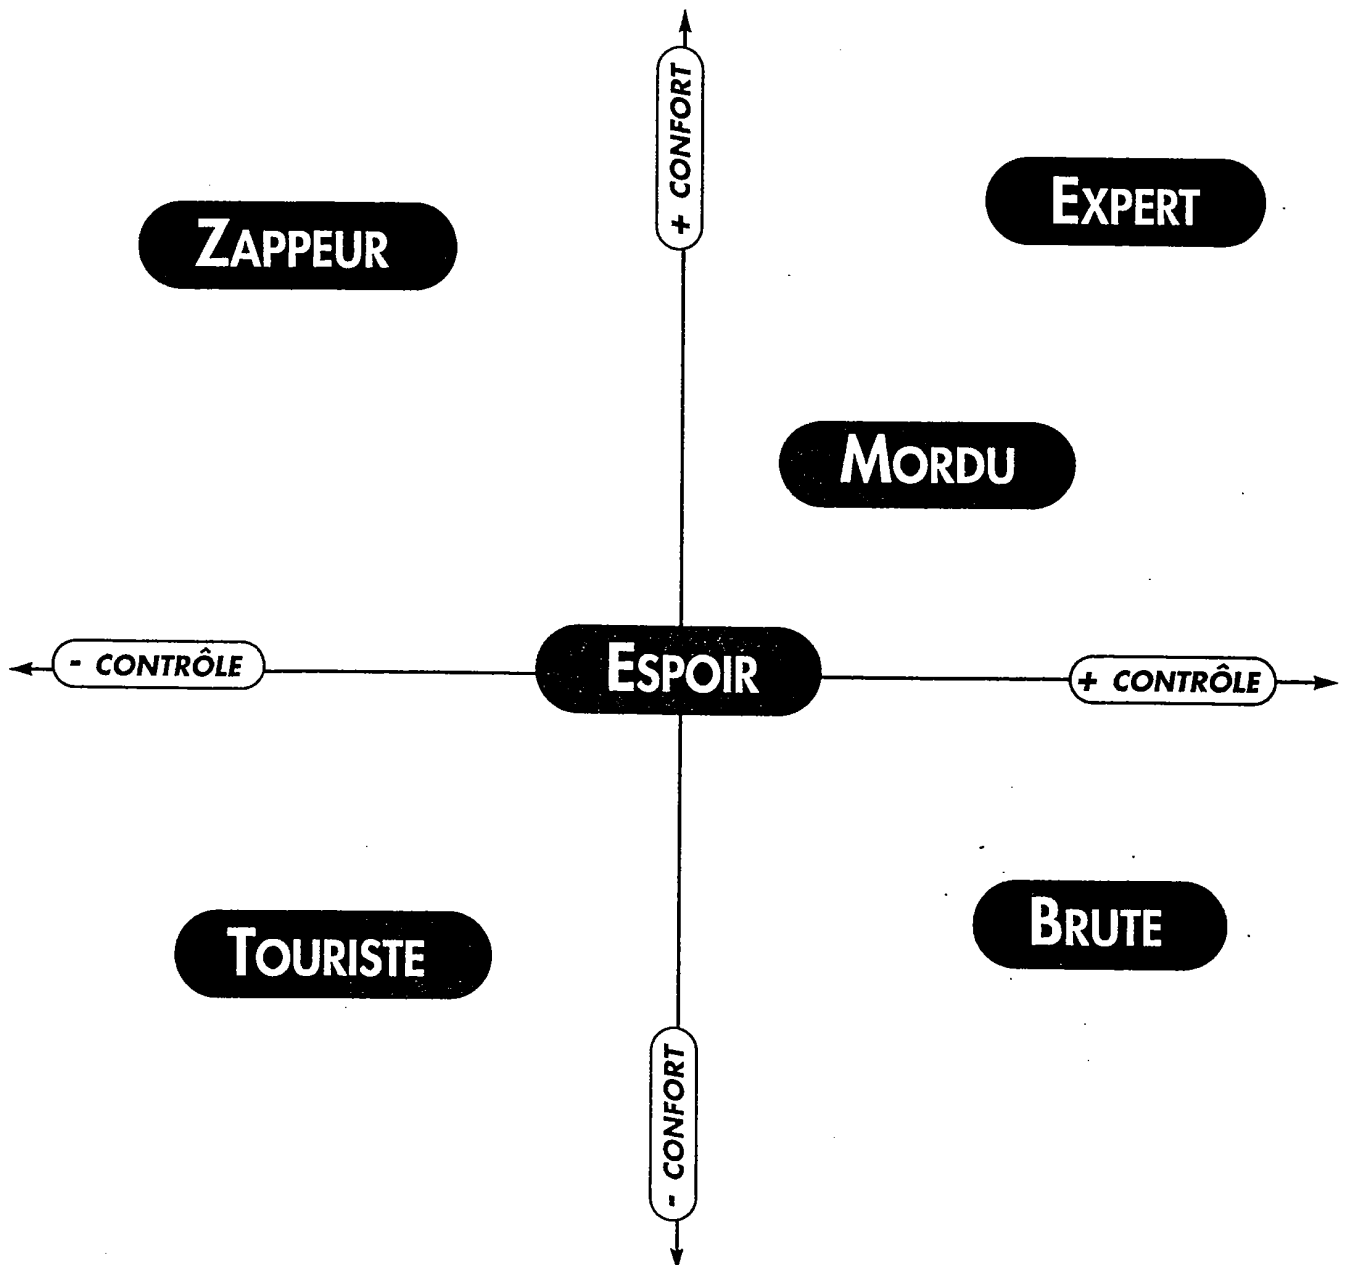 + CONFORT
EXPERT
ZAPPEUR
MORDU
- CONTRÔLE
ESPOIR
+ CONTRÔLE
BRUTE
TOURISTE
- CONFORT